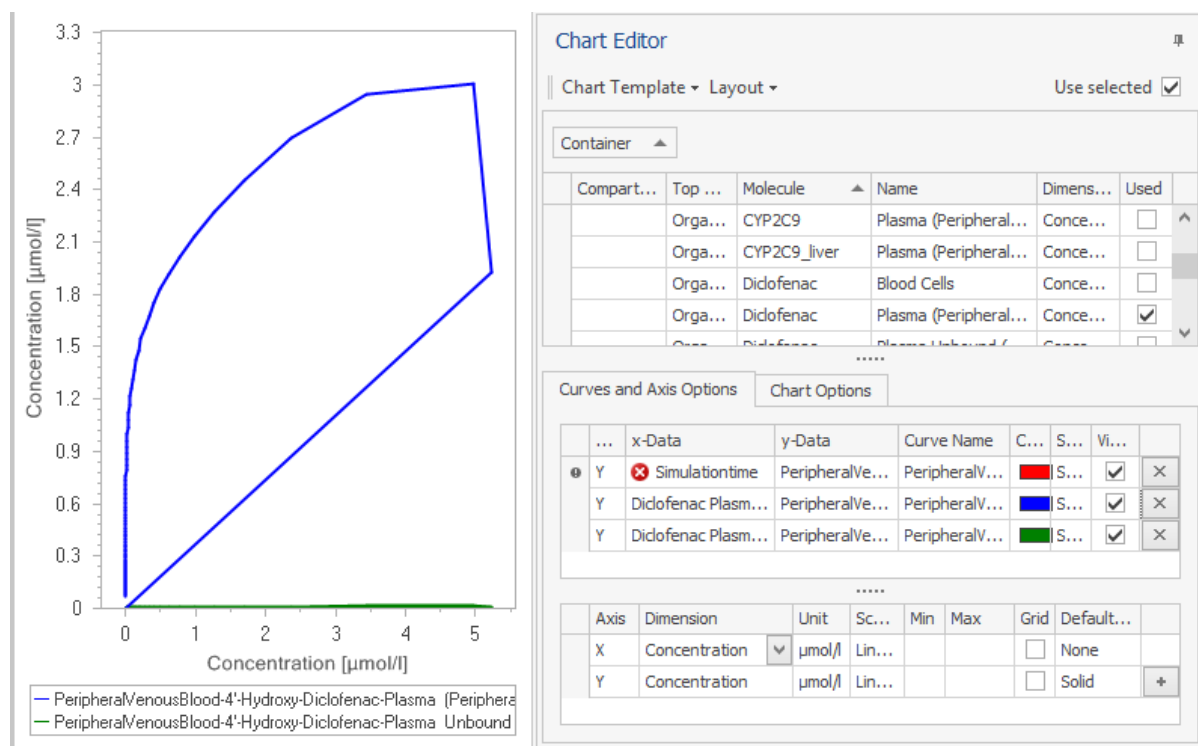 3.3
3
2.7
2.4
2.1
1.8
1.5
1.2
0.9
0.6
0.3
0
Concentration [µmol/l]
0 1 2 3 4 5
Concentration [µmol/l]
PeripheralVenousBlood-4'-Hydroxy-Diclofenac-Plasma (Periphera
PeripheralVenousBlood-4'-Hydroxy-Diclofenac-Plasma Unbound
Chart Editor
Chart Template Layout Use selected
Container
Compart... Top ... Molecule Name Dimens... Used
Orga... CYP2C9 Plasma (Peripheral... Conce...
Orga... CYP2C9_liver Plasma (Peripheral... Conce...
Orga... Diclofenac Blood Cells Conce...
Orga... Diclofenac Plasma (Peripheral... Conce...
Curves and Axis Options Chart Options
... x-Data y-Data Curve Name C... S... Vi...
Y Simulationtime PeripheralVe... PeripheralV... S...
Y Diclofenac Plasm... PeripheralVe... PeripheralV... S...
Y Diclofenac Plasm... PeripheralVe... PeripheralV... S...
Axis Dimension Unit Sc... Min Max Grid Default...
X Concentration µmol/l Lin... None
Y Concentration µmol/l Lin... Solid +